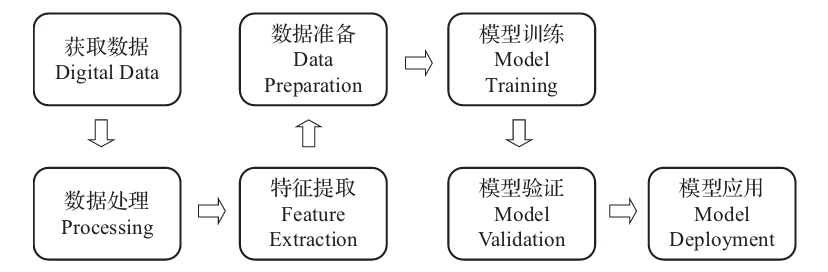 获取数据
Digital Data
数据处理
Processing
特征提取
Feature
Extraction
数据准备
Data
Preparation
模型训练
Model
Training
模型验证
Model
Validation
模型应用
Model
Deployment